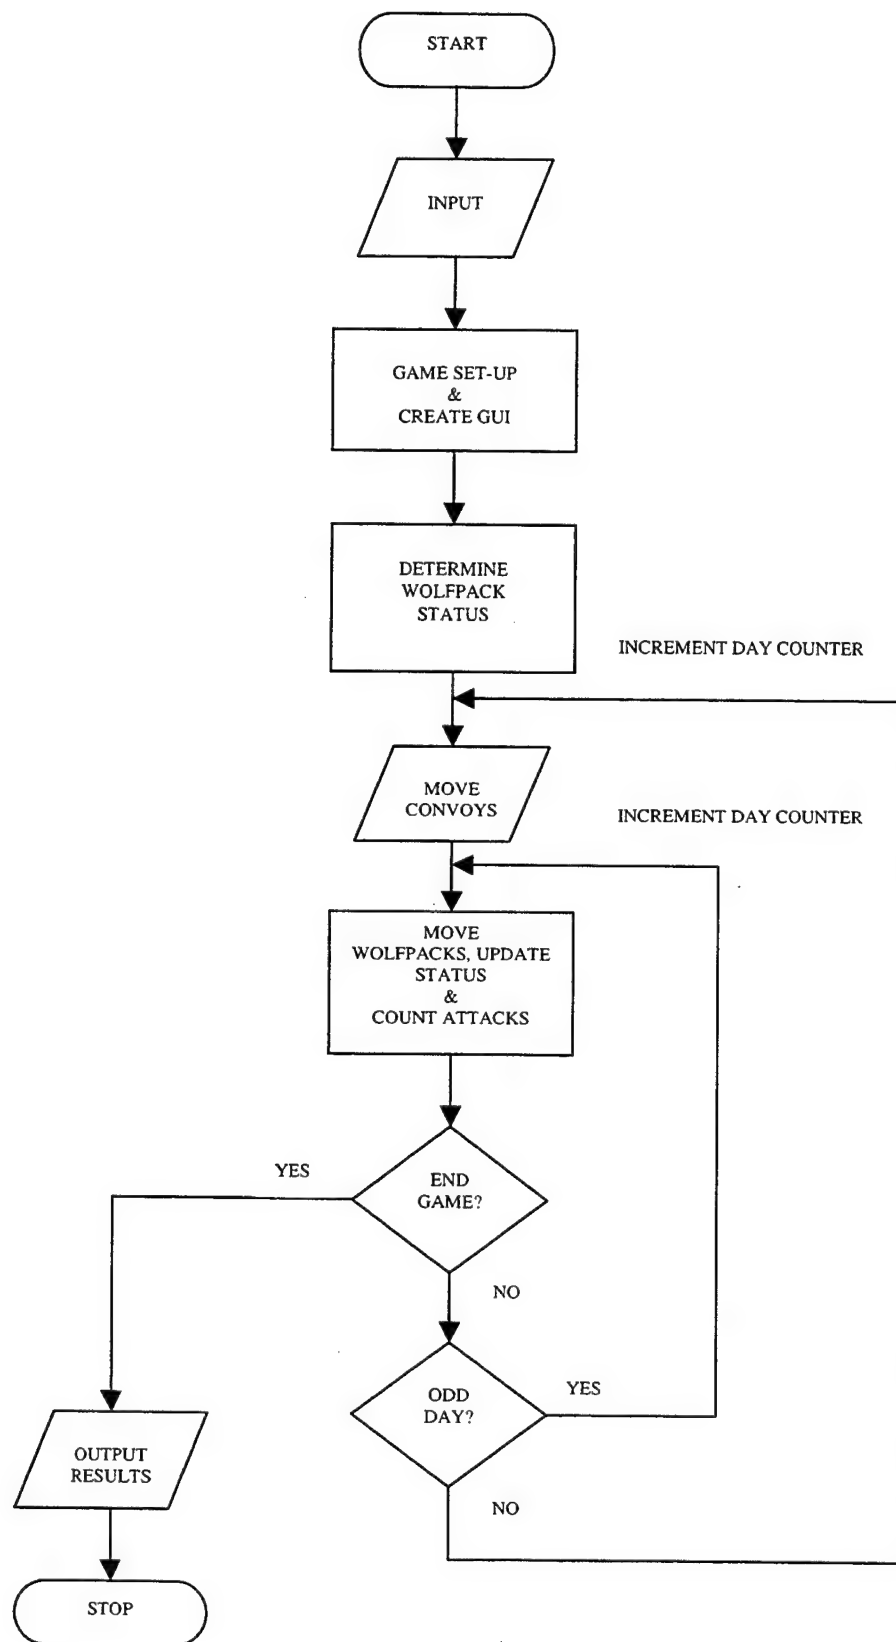 START
INPUT
GAME SET-UP
&
CREATE GUI
DETERMINE
WOLFPACK
STATUS
INCREMENT DAY COUNTER
MOVE
CONVOYS
INCREMENT DAY COUNTER
MOVE
WOLFPACKS, UPDATE
STATUS
&
COUNT ATTACKS
YES
END
GAME?
NO
ODD
DAY?
YES
OUTPUT
RESULTS
NO
STOP